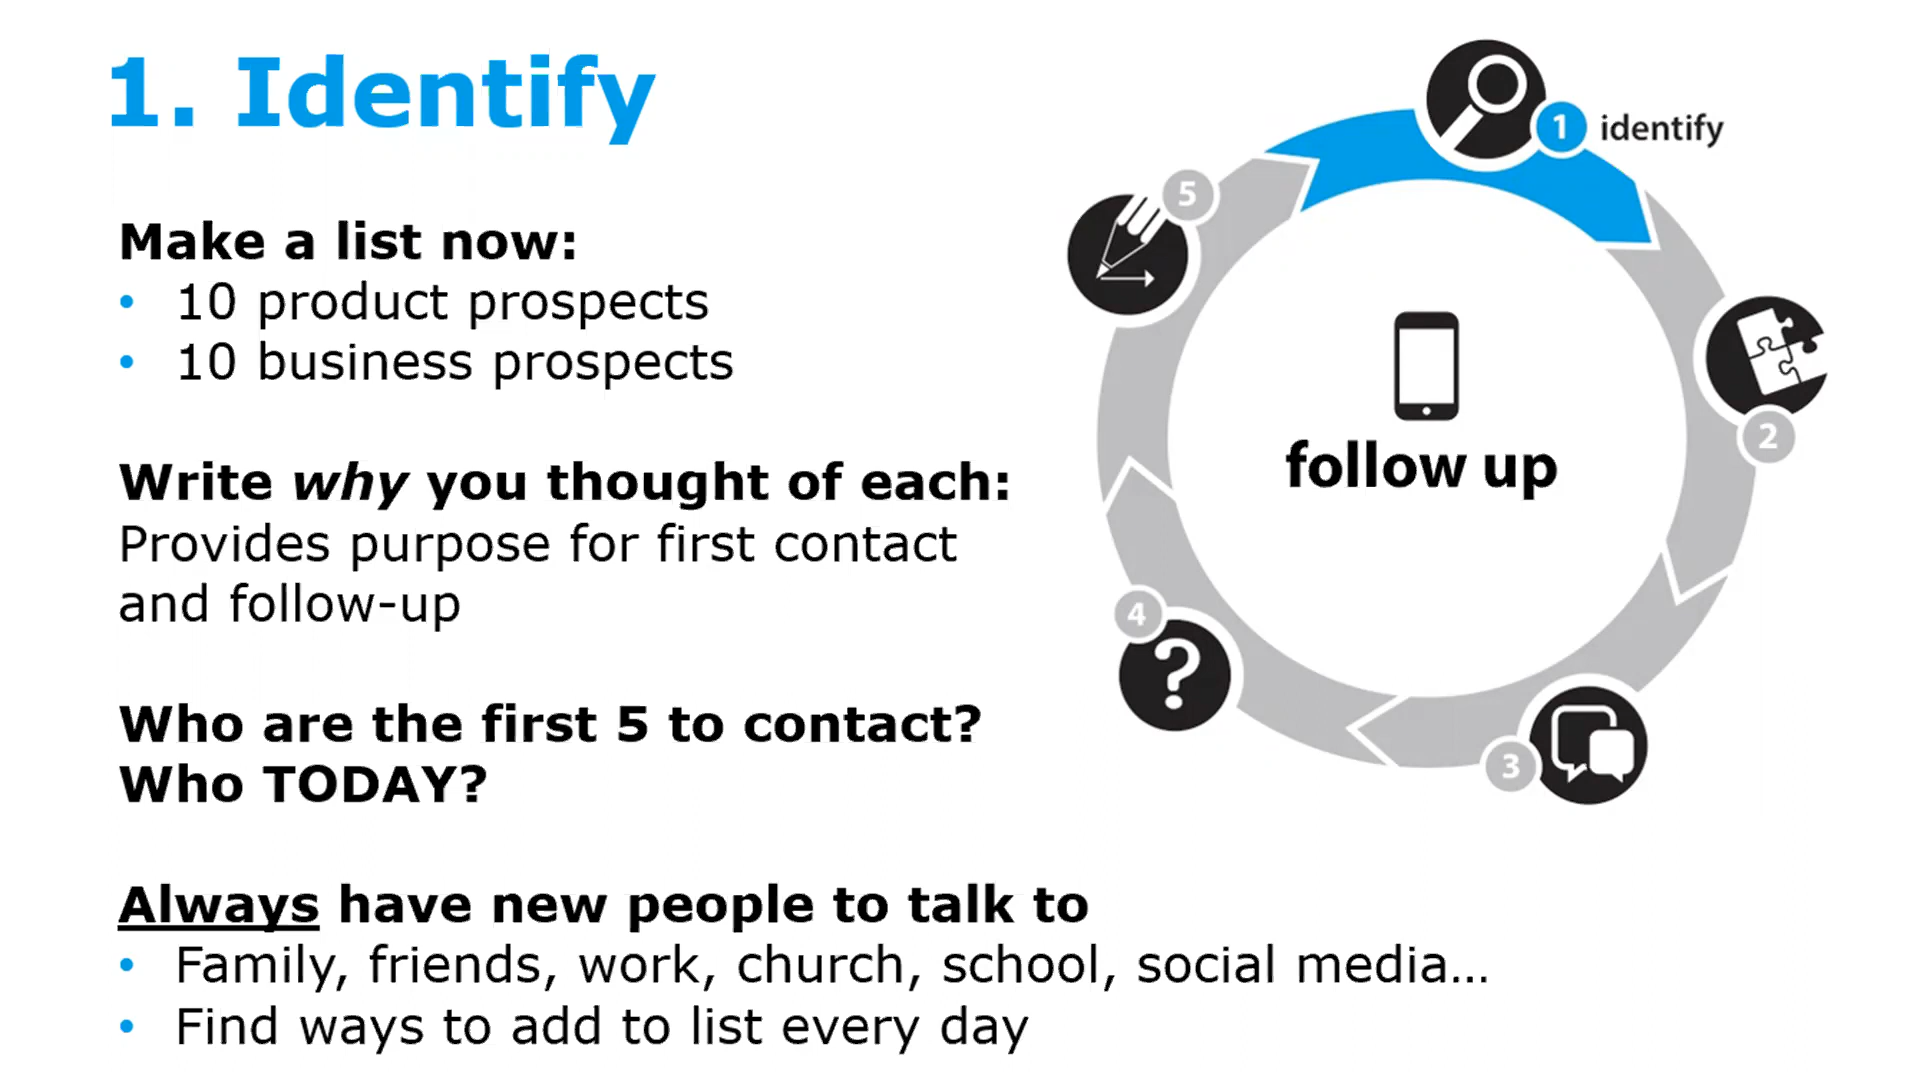 1. Identify
Make a list now:
• 10 product prospects
• 10 business prospects
Write why you thought of each:
Provides purpose for first contact
and follow-up
Who are the first 5 to contact?
Who TODAY?
Always have new people to talk to
• Family, friends, work, church, school, social media…
• Find ways to add to list every day
1 identify
2
3
4
?
5
follow up